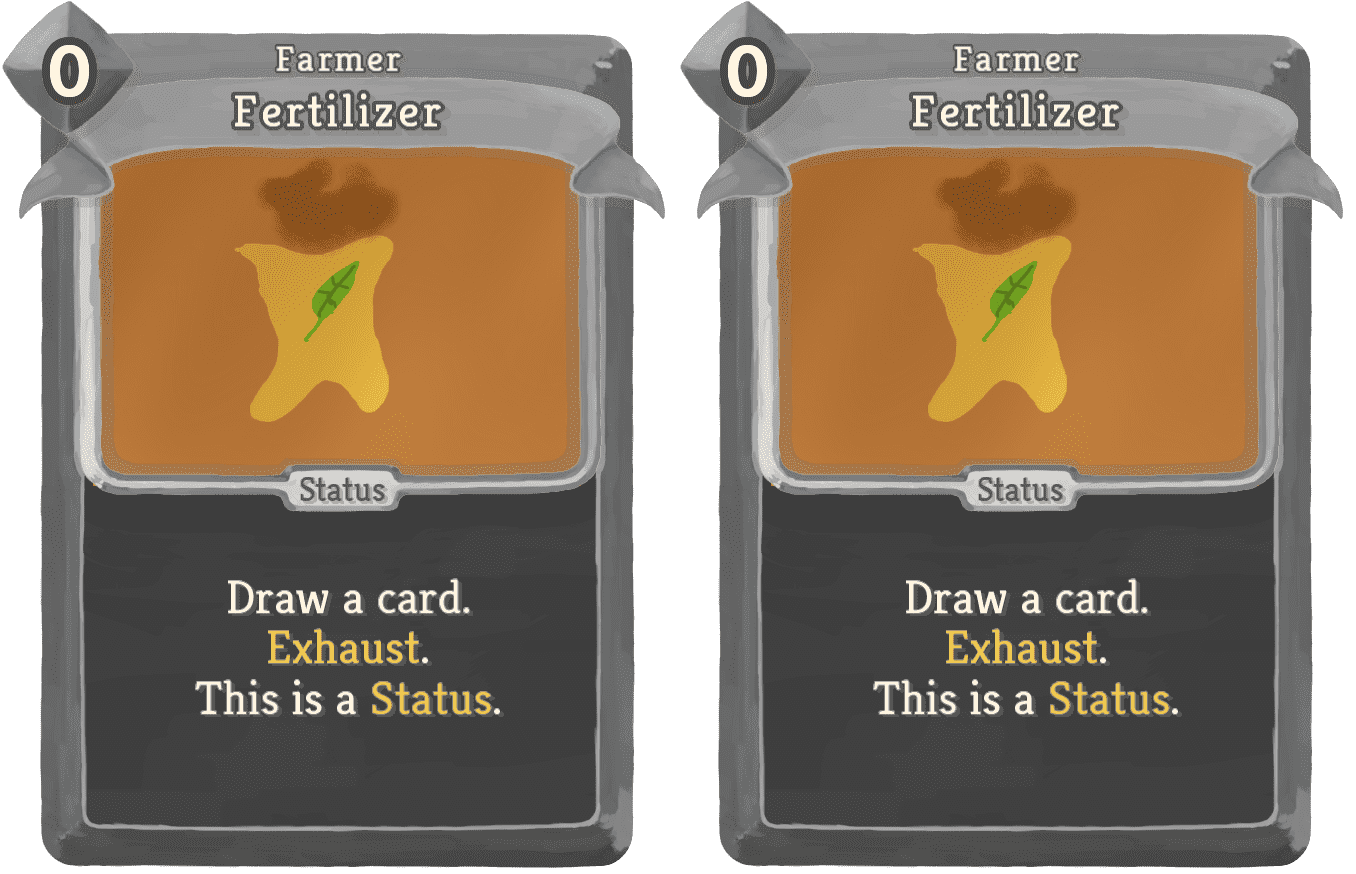 0
Farmer
Fertilizer
Status
Draw a card.
Exhaust.
This is a Status.
0
Farmer
Fertilizer
Status
Draw a card.
Exhaust.
This is a Status.